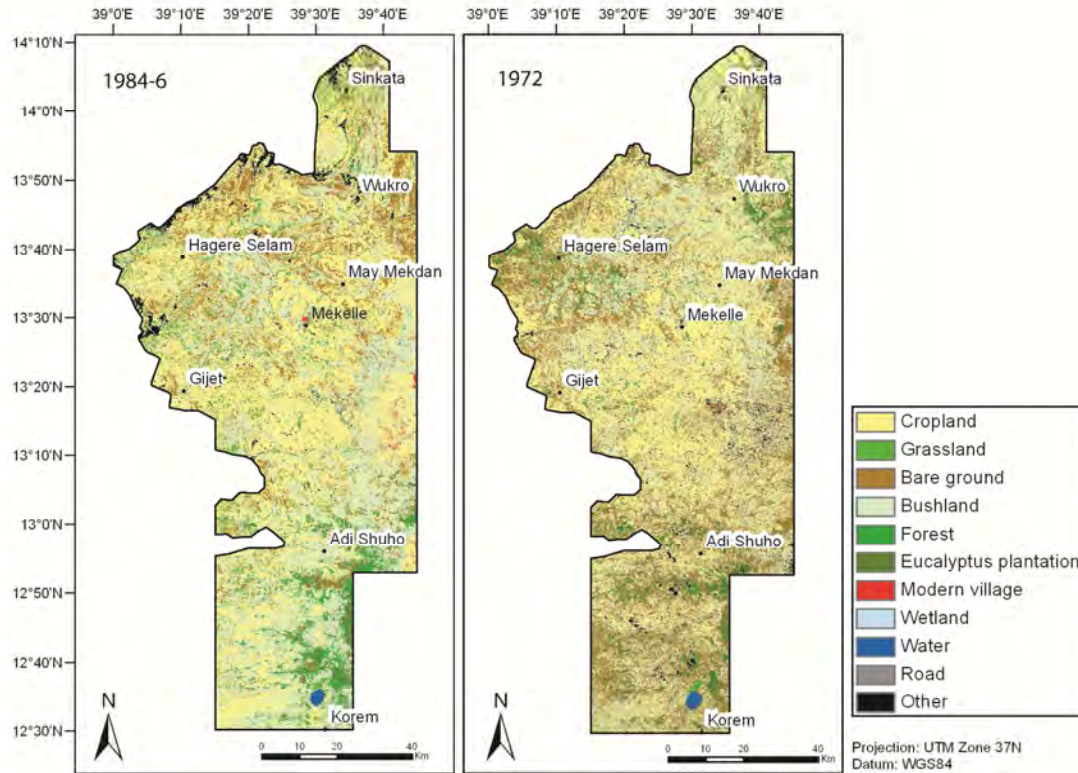 39°0'E 39°10'E 39°20'E 39°30'E 39°40'E
39°0'E 39°10'E 39°20'E 39°30'E 39°40'E
14°10'N
14°0'N
13°50'N
13°40'N
13°30'N
13°20'N
13°10'N
13°0'N
12°50'N
12°40'N
12°30'N
1984-6
Sinkata
Wukro
Hagere Selam
May Mekdan
Mekelle
Gijet
Adi Shuho
Korem
N
0 10 20 40
Km
1972
Sinkata
Wukro
Hagere Selam
May Mekdan
Mekelle
Gijet
Adi Shuho
Korem
N
0 10 20 40
Km
Cropland
Grassland
Bare ground
Bushland
Forest
Eucalyptus plantation
Modern village
Wetland
Water
Road
Other
Projection: UTM Zone 37N
Datum: WGS84